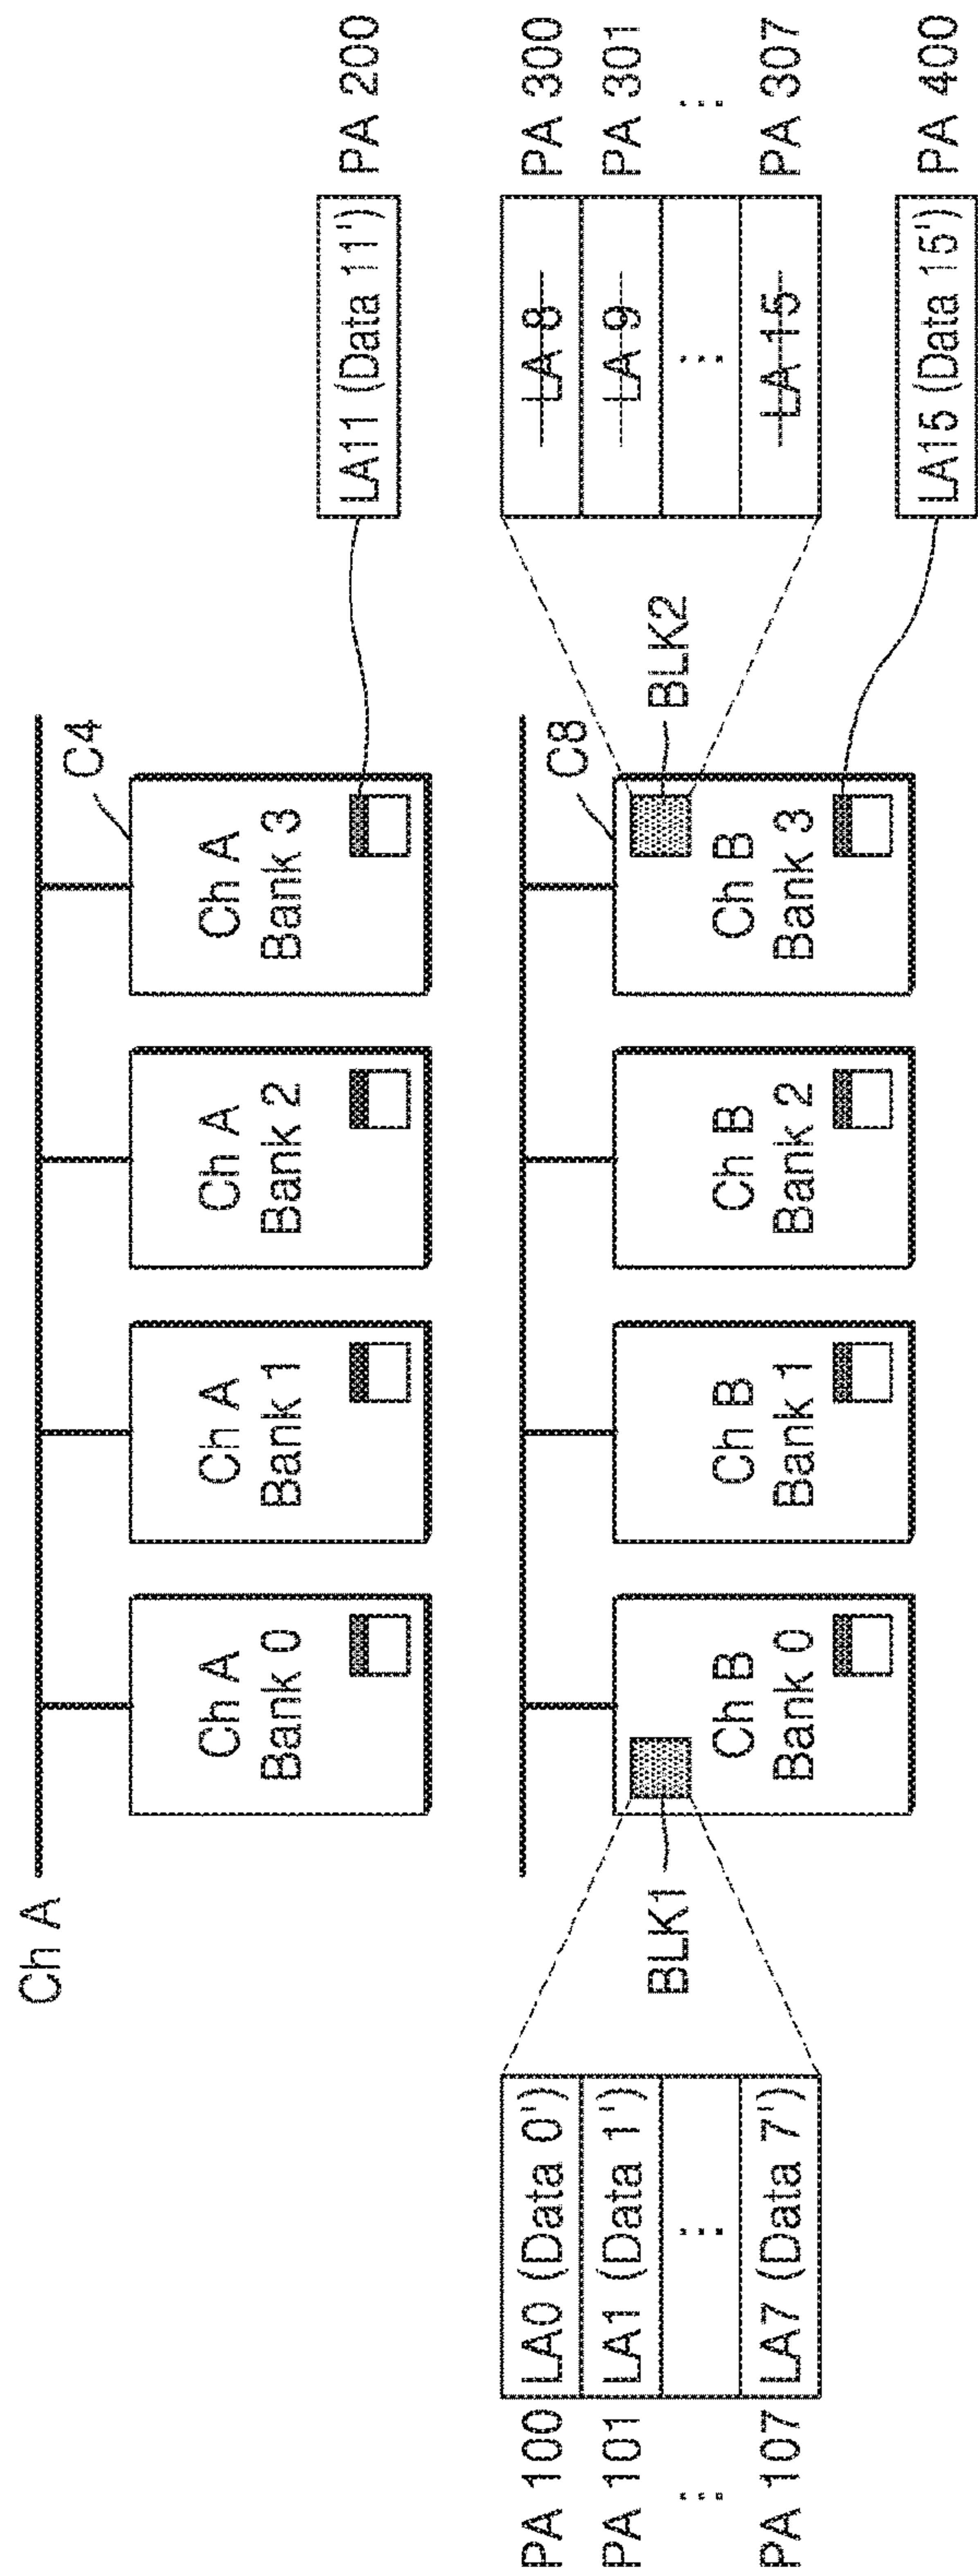 Ch A
C4
Ch A
Bank 0
Ch A
Bank 1
Ch A
Bank 2
Ch A
Bank 3
LA11 (Data 11') PA 200
C8
PA 100 LA0 (Data 0')
PA 101 LA1 (Data 1')
⋮ ⋮
PA 107 LA7 (Data 7')
BLK1
Ch B
Bank 0
Ch B
Bank 1
Ch B
Bank 2
Ch B
Bank 3
BLK2
LA 8 PA 300
LA 9 PA 301
⋮ ⋮
LA 15 PA 307
LA15 (Data 15') PA 400